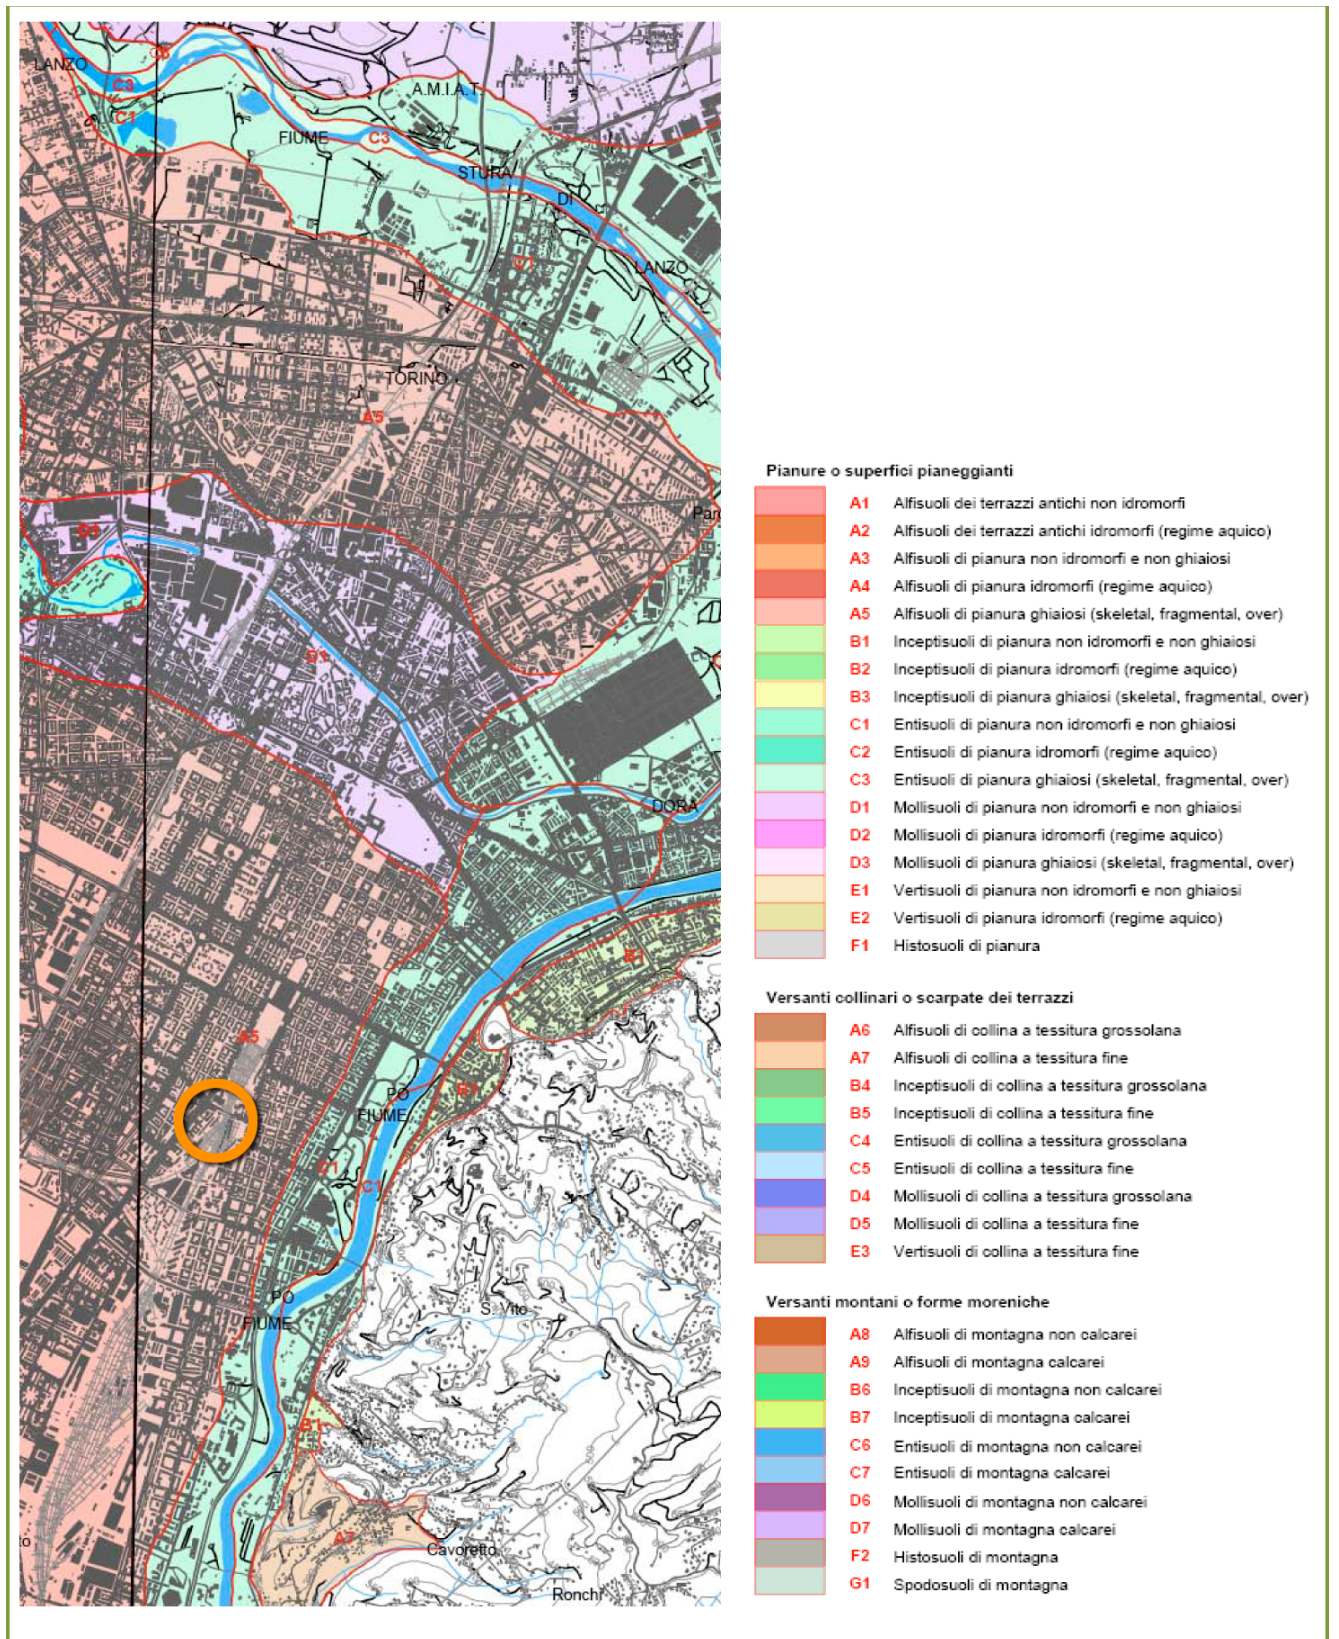 LANZO
C3
C3
C1
A.M.I.A.T.
FIUME
C3
STURA
DI
C1
LANZO
TORINO
A5
Parc
D1
D1
DORA
B1
A5
B1
PO
FIUME
C1
C1
PO
FIUME
S. Vito
B1
A7
Cavoretto
Ronchi
Pianure o superfici pianeggianti
A1 Alfisuoli dei terrazzi antichi non idromorfi
A2 Alfisuoli dei terrazzi antichi idromorfi (regime aquico)
A3 Alfisuoli di pianura non idromorfi e non ghiaiosi
A4 Alfisuoli di pianura idromorfi (regime aquico)
A5 Alfisuoli di pianura ghiaiosi (skeletal, fragmental, over)
B1 Inceptisuoli di pianura non idromorfi e non ghiaiosi
B2 Inceptisuoli di pianura idromorfi (regime aquico)
B3 Inceptisuoli di pianura ghiaiosi (skeletal, fragmental, over)
C1 Entisuoli di pianura non idromorfi e non ghiaiosi
C2 Entisuoli di pianura idromorfi (regime aquico)
C3 Entisuoli di pianura ghiaiosi (skeletal, fragmental, over)
D1 Mollisuoli di pianura non idromorfi e non ghiaiosi
D2 Mollisuoli di pianura idromorfi (regime aquico)
D3 Mollisuoli di pianura ghiaiosi (skeletal, fragmental, over)
E1 Vertisuoli di pianura non idromorfi e non ghiaiosi
E2 Vertisuoli di pianura idromorfi (regime aquico)
F1 Histosuoli di pianura
Versanti collinari o scarpate dei terrazzi
A6 Alfisuoli di collina a tessitura grossolana
A7 Alfisuoli di collina a tessitura fine
B4 Inceptisuoli di collina a tessitura grossolana
B5 Inceptisuoli di collina a tessitura fine
C4 Entisuoli di collina a tessitura grossolana
C5 Entisuoli di collina a tessitura fine
D4 Mollisuoli di collina a tessitura grossolana
D5 Mollisuoli di collina a tessitura fine
E3 Vertisuoli di collina a tessitura fine
Versanti montani o forme moreniche
A8 Alfisuoli di montagna non calcarei
A9 Alfisuoli di montagna calcarei
B6 Inceptisuoli di montagna non calcarei
B7 Inceptisuoli di montagna calcarei
C6 Entisuoli di montagna non calcarei
C7 Entisuoli di montagna calcarei
D6 Mollisuoli di montagna non calcarei
D7 Mollisuoli di montagna calcarei
F2 Histosuoli di montagna
G1 Spodosuoli di montagna